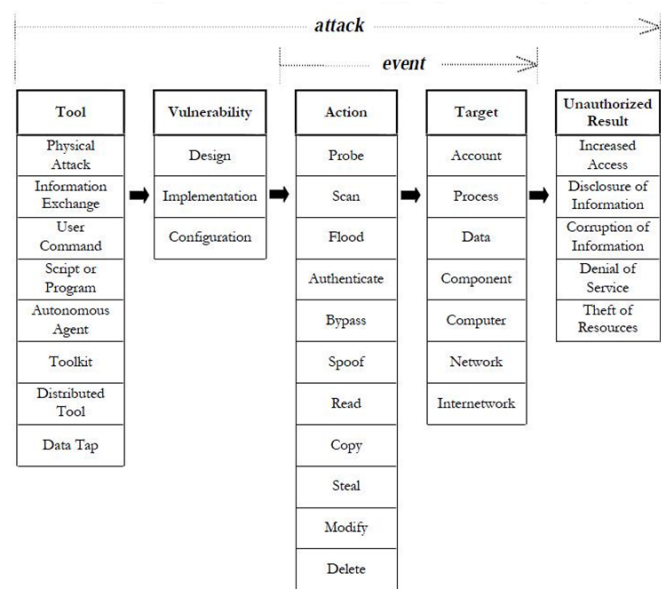 attack
event
Tool
Physical
Attack
Information
Exchange
User
Command
Script or
Program
Autonomous
Agent
Toolkit
Distributed
Tool
Data Tap
Vulnerability
Design
Implementation
Configuration
Action
Probe
Scan
Flood
Authenticate
Bypass
Spoof
Read
Copy
Steal
Modify
Delete
Target
Account
Process
Data
Component
Computer
Network
Internetwork
Unauthorized
Result
Increased
Access
Disclosure of
Information
Corruption of
Information
Denial of
Service
Theft of
Resources